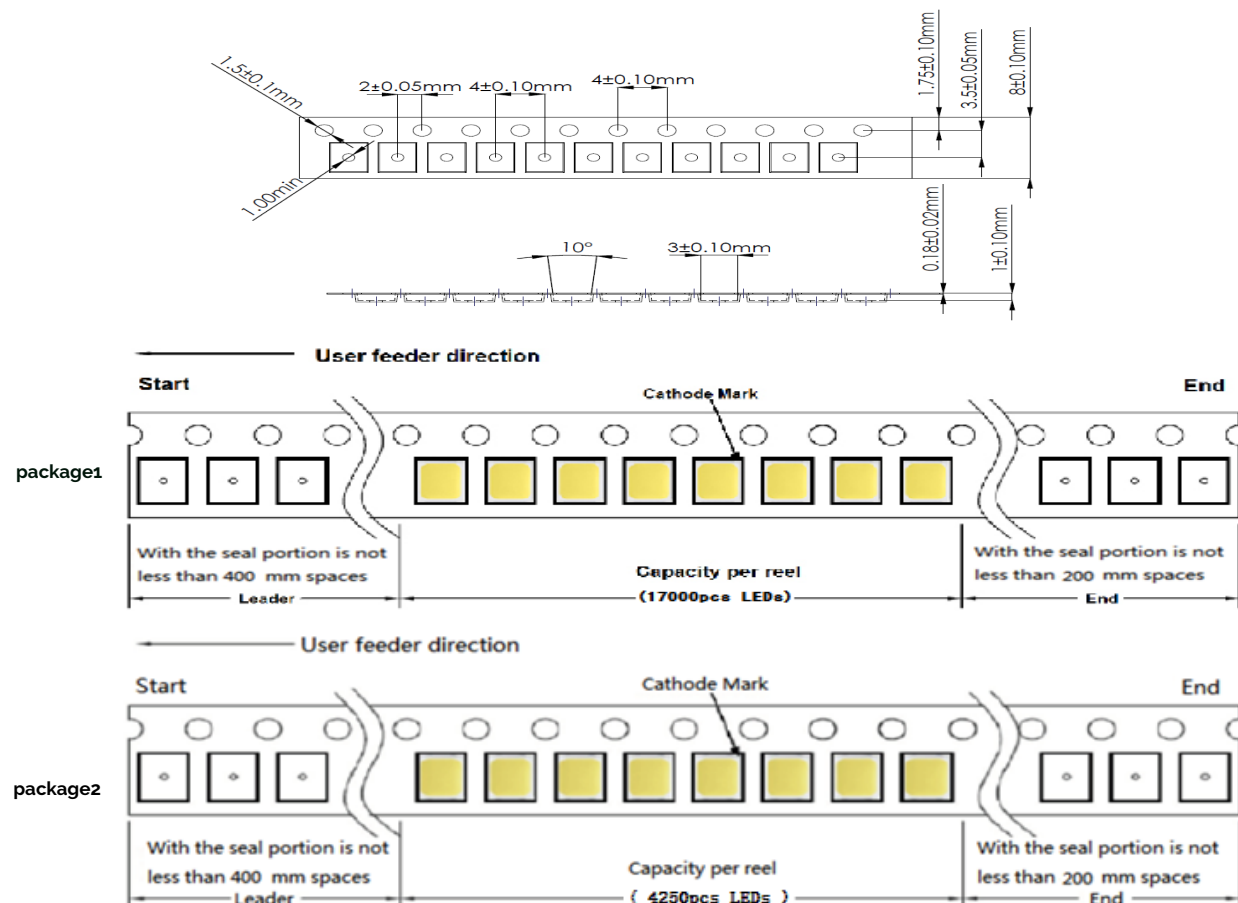 1.5±0.1mm
2±0.05mm
4±0.10mm
4±0.10mm
1.75±0.10mm
3.5±0.05mm
8±0.10mm
1.00min
10°
3±0.10mm
0.18±0.02mm
1±0.10mm
User feeder direction
Start
Cathode Mark
End
package1
With the seal portion is not
less than 400 mm spaces
Leader
Capacity per reel
(17000pcs LEDs)
With the seal portion is not
less than 200 mm spaces
End
User feeder direction
Start
Cathode Mark
End
package2
With the seal portion is not
less than 400 mm spaces
Leader
Capacity per reel
( 4250pcs LEDs )
With the seal portion is not
less than 200 mm spaces
End